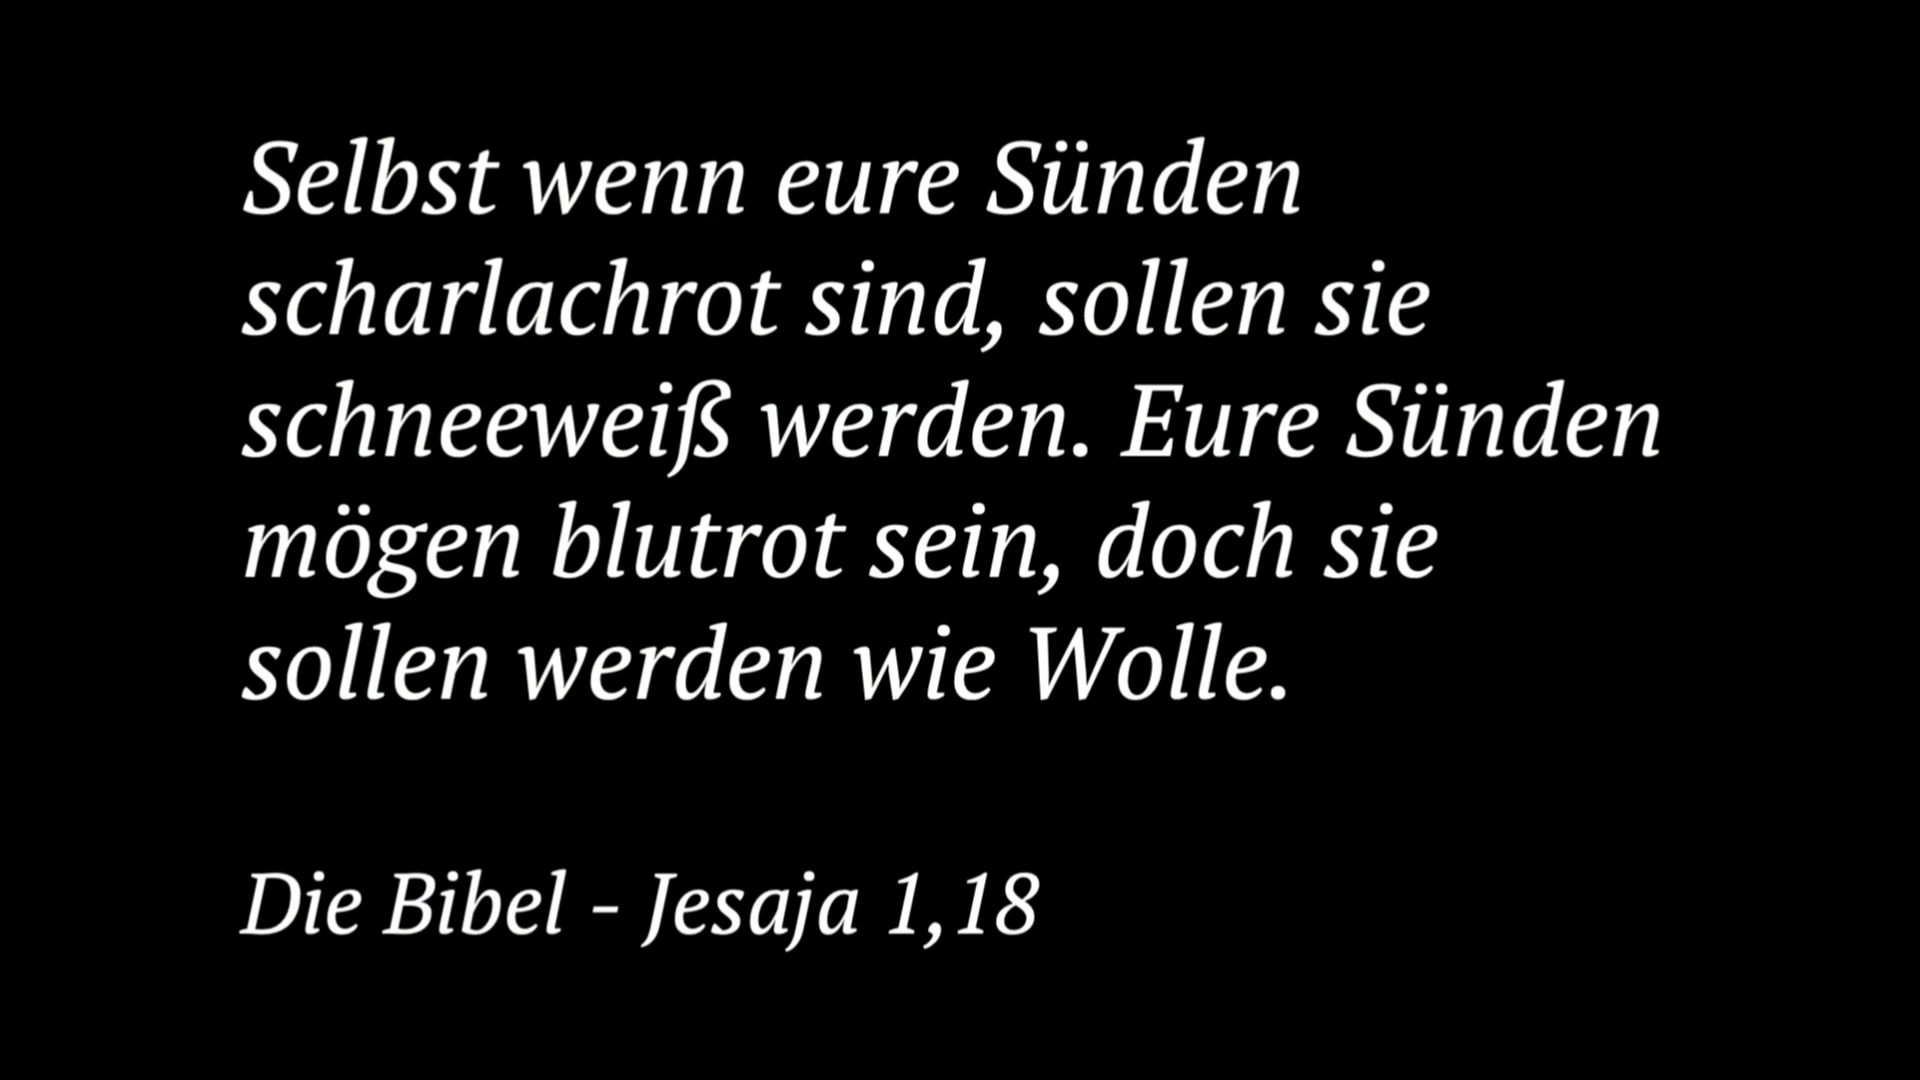 Selbst wenn eure Sünden
scharlachrot sind, sollen sie
schneeweiß werden. Eure Sünden
mögen blutrot sein, doch sie
sollen werden wie Wolle.
Die Bibel - Jesaja 1,18